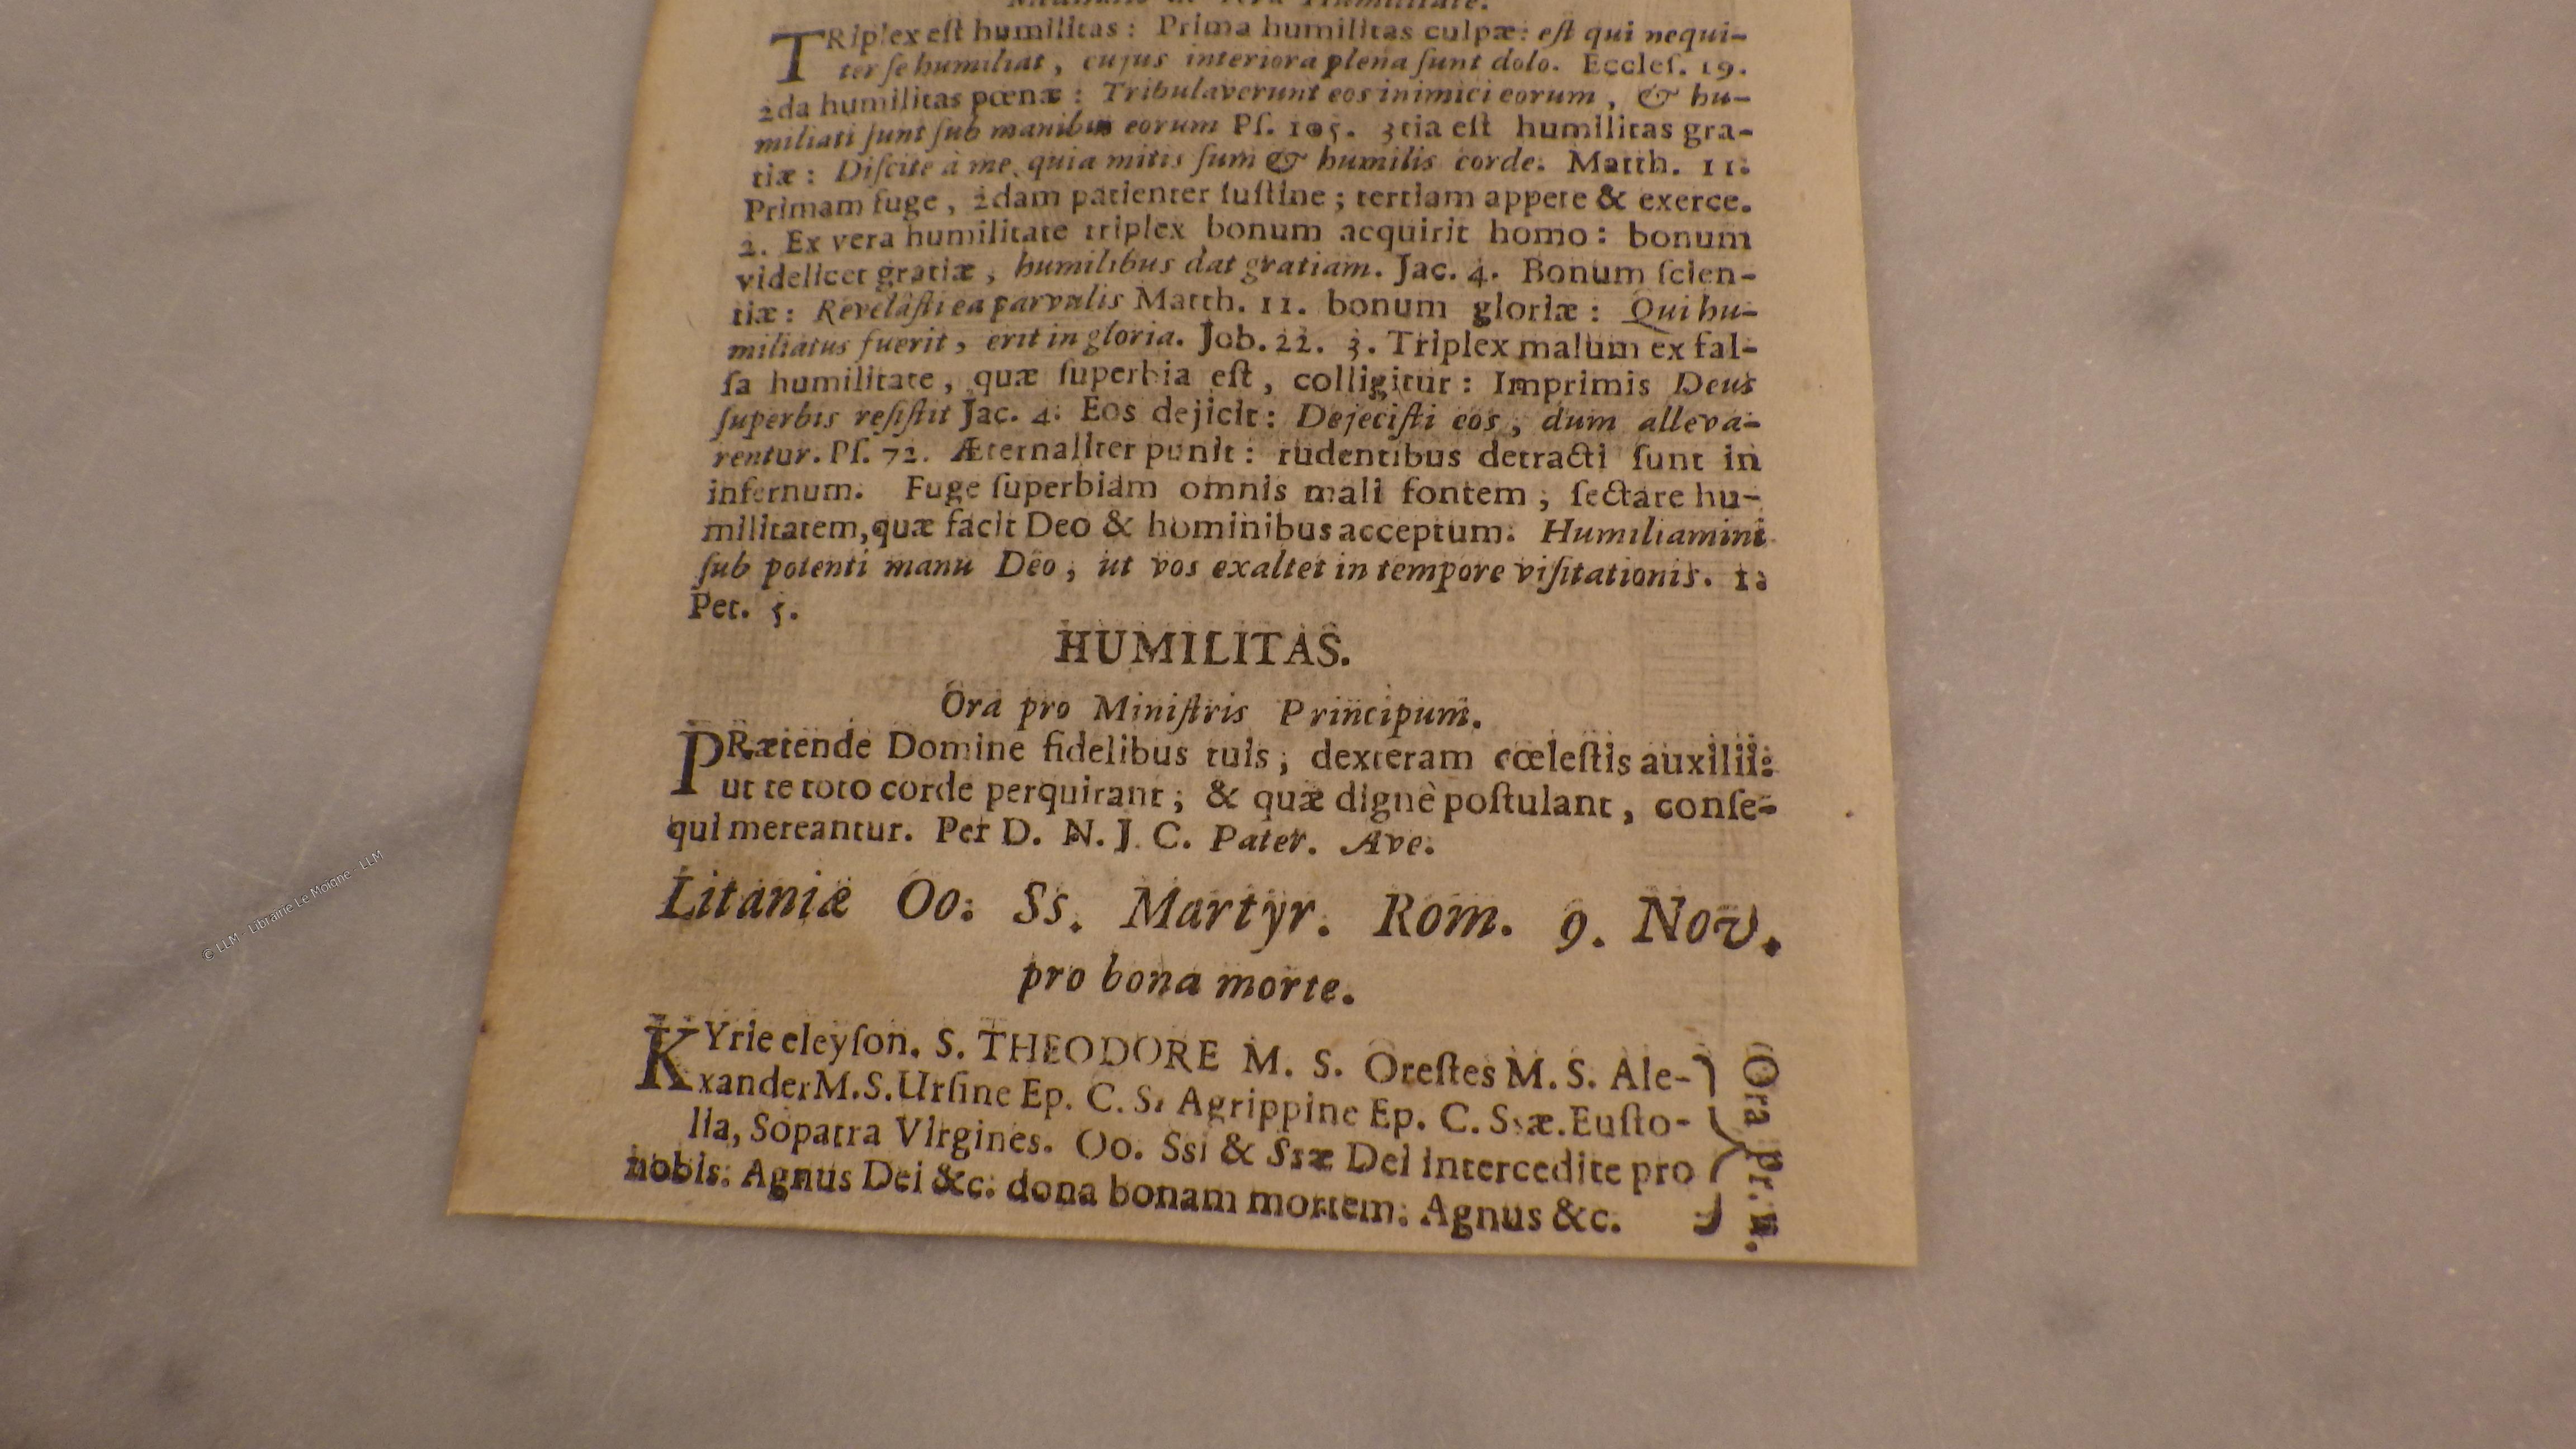 TRiplex eſt humilitas: Prima humilitas culpæ: eſt qui nequi-
ter ſe humiliat, cujus interiora plena ſunt dolo. Eccleſ. 19.
2da humilitas pœnæ: Tribulaverunt eos inimici eorum, & hu-
miliati ſunt ſub manibus eorum Pſ. 105. 3tia eſt humilitas gra-
tiæ: Diſcite à me, quia mitis ſum & humilis corde. Matth. 11.
Primam fuge, 2dam patienter ſuſtine; tertiam appete & exerce.
2. Ex vera humilitate triplex bonum acquirit homo: bonum
videlicet gratiæ, humilibus dat gratiam. Jac. 4. Bonum ſcien-
tiæ: Revelâſti ea parvulis Matth. 11. bonum gloriæ: Qui hu-
miliatus fuerit, erit in gloria. Job. 22. 3. Triplex malum ex fal-
ſa humilitate, quæ ſuperbia eſt, colligitur: Imprimis Deus
ſuperbis reſiſtit Jac. 4. Eos dejicit: Dejeciſti eos, dum alleva-
rentur. Pſ. 72. Æternaliter punit: rudentibus detracti ſunt in
infernum. Fuge ſuperbiam omnis mali fontem, ſectare hu-
militatem, quæ facit Deo & hominibus acceptum. Humiliamini
ſub potenti manu Deo, ut vos exaltet in tempore viſitationis. 1.
Pet. 5.
HUMILITAS.
Ora pro Miniſtris Principum.
PRætende Domine fidelibus tuis, dexteram cœleſtis auxilii:
ut te toto corde perquirant; & quæ dignè poſtulant, conſe-
qui mereantur. Per D. N. J. C. Pater. Ave.
Litaniæ Oo. Ss. Martyr. Rom. 9. Nov.
pro bona morte.
KYrie eleyſon. S. THEODORE M. S. Oreſtes M. S. Ale-
xander M. S. Urſine Ep. C. S. Agrippine Ep. C. Ssæ. Euſto-
lia, Sopatra Virgines. Oo. Ssi & Ssæ Dei intercedite pro
nobis. Agnus Dei &c. dona bonam mortem. Agnus &c.
Ora pr. n.
© LLM - Librairie Le Moïgne - LLM